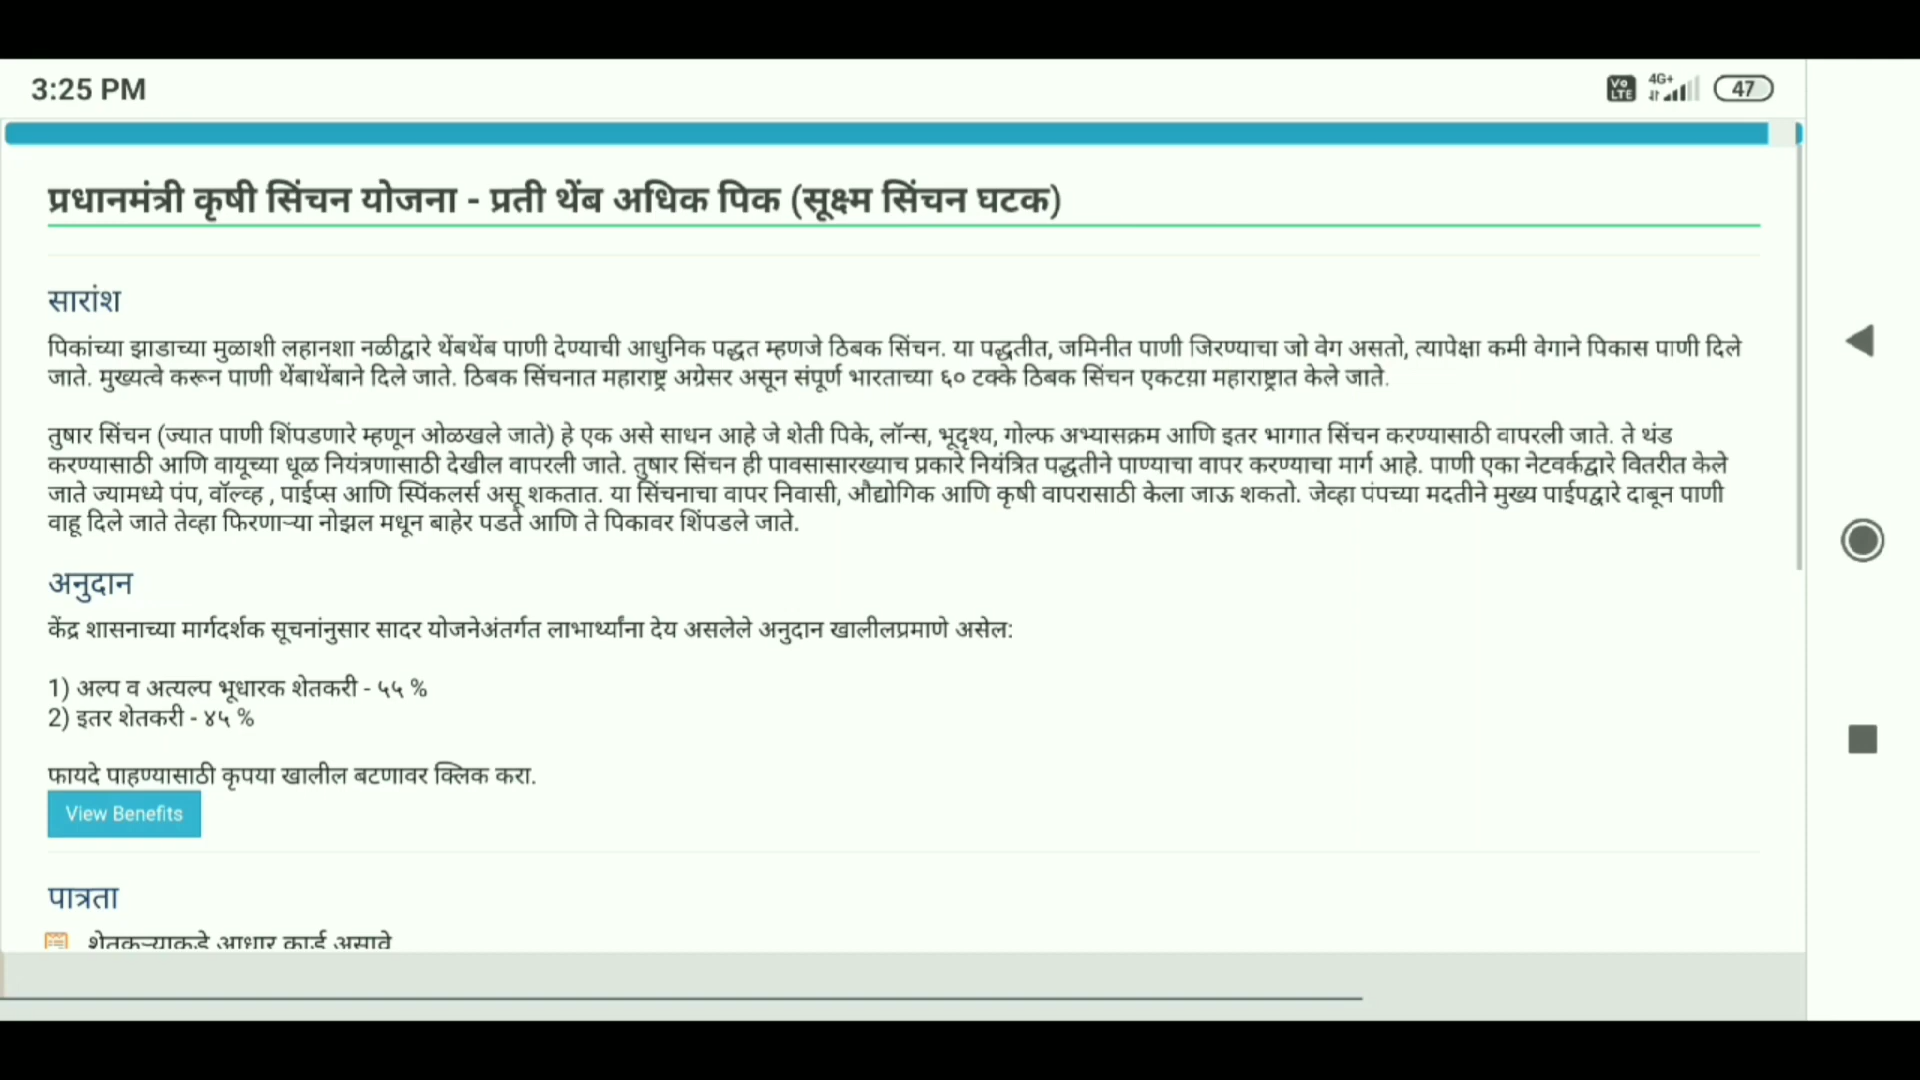 3:25 PM
Vo LTE 4G+ 47
प्रधानमंत्री कृषी सिंचन योजना - प्रती थेंब अधिक पिक (सूक्ष्म सिंचन घटक)
सारांश
पिकांच्या झाडाच्या मुळाशी लहानशा नळीद्वारे थेंबथेंब पाणी देण्याची आधुनिक पद्धत म्हणजे ठिबक सिंचन. या पद्धतीत, जमिनीत पाणी जिरण्याचा जो वेग असतो, त्यापेक्षा कमी वेगाने पिकास पाणी दिले
जाते. मुख्यत्वे करून पाणी थेंबाथेंबाने दिले जाते. ठिबक सिंचनात महाराष्ट्र अग्रेसर असून संपूर्ण भारताच्या ६० टक्के ठिबक सिंचन एकटय़ा महाराष्ट्रात केले जाते.
तुषार सिंचन (ज्यात पाणी शिंपडणारे म्हणून ओळखले जाते) हे एक असे साधन आहे जे शेती पिके, लॉन्स, भूदृश्य, गोल्फ अभ्यासक्रम आणि इतर भागात सिंचन करण्यासाठी वापरली जाते. ते थंड
करण्यासाठी आणि वायूच्या धूळ नियंत्रणासाठी देखील वापरली जाते. तुषार सिंचन ही पावसासारख्याच प्रकारे नियंत्रित पद्धतीने पाण्याचा वापर करण्याचा मार्ग आहे. पाणी एका नेटवर्कद्वारे वितरीत केले
जाते ज्यामध्ये पंप, वॉल्व्ह , पाईप्स आणि स्पिंकलर्स असू शकतात. या सिंचनाचा वापर निवासी, औद्योगिक आणि कृषी वापरासाठी केला जाऊ शकतो. जेव्हा पंपच्या मदतीने मुख्य पाईपद्वारे दाबून पाणी
वाहू दिले जाते तेव्हा फिरणाऱ्या नोझल मधून बाहेर पडते आणि ते पिकावर शिंपडले जाते.
अनुदान
केंद्र शासनाच्या मार्गदर्शक सूचनांनुसार सादर योजनेअंतर्गत लाभार्थ्यांना देय असलेले अनुदान खालीलप्रमाणे असेल:
1) अल्प व अत्यल्प भूधारक शेतकरी - ५५ %
2) इतर शेतकरी - ४५ %
फायदे पाहण्यासाठी कृपया खालील बटणावर क्लिक करा.
View Benefits
पात्रता
शेतकऱ्याकडे आधार कार्ड असावे